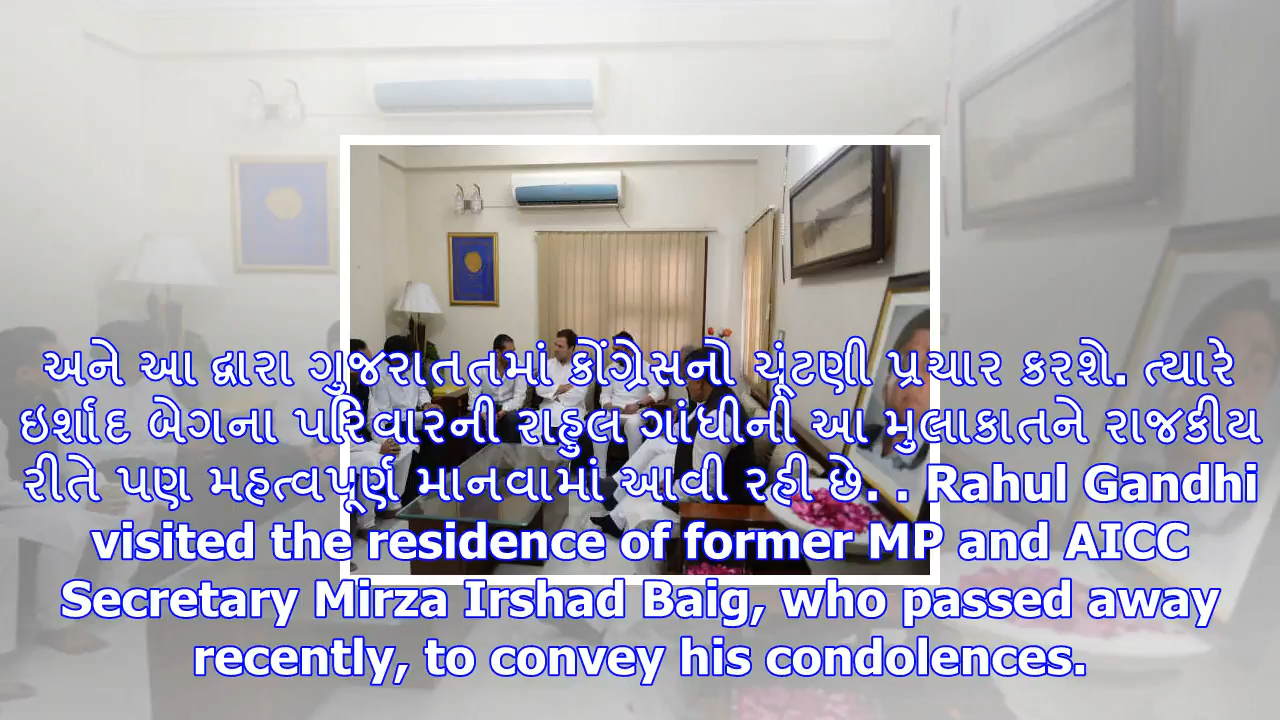 અને આ દ્વારા ગુજરાતતમાં કોંગ્રેસનો ચૂંટણી પ્રચાર કરશે. ત્યારે
ઇર્શાદ બેગના પરિવારની રાહુલ ગાંધીની આ મુલાકાતને રાજકીય
રીતે પણ મહત્વપૂર્ણ માનવામાં આવી રહી છે. . Rahul Gandhi
visited the residence of former MP and AICC
Secretary Mirza Irshad Baig, who passed away
recently, to convey his condolences.